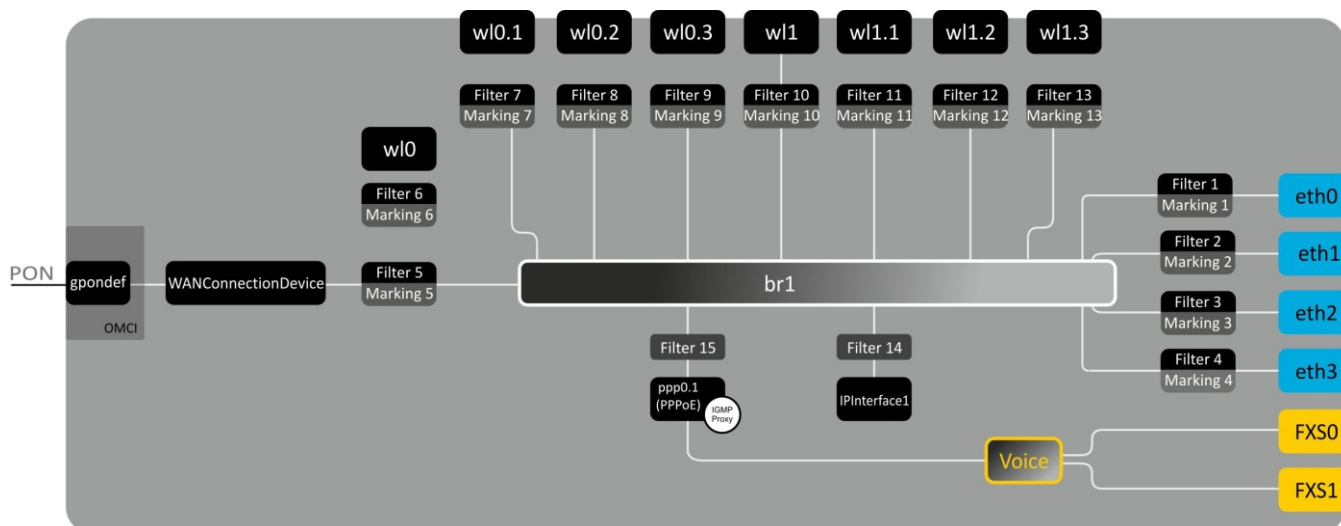 wl0.1
wl0.2
wl0.3
wl1
wl1.1
wl1.2
wl1.3
Filter 7
Marking 7
Filter 8
Marking 8
Filter 9
Marking 9
Filter 10
Marking 10
Filter 11
Marking 11
Filter 12
Marking 12
Filter 13
Marking 13
wl0
Filter 6
Marking 6
Filter 1
Marking 1
eth0
Filter 2
Marking 2
eth1
PON
gpondef
OMCI
WANConnectionDevice
Filter 5
Marking 5
br1
Filter 3
Marking 3
eth2
Filter 4
Marking 4
eth3
Filter 15
Filter 14
ppp0.1
(PPPoE)
IGMP
Proxy
IPInterface1
Voice
FXS0
FXS1